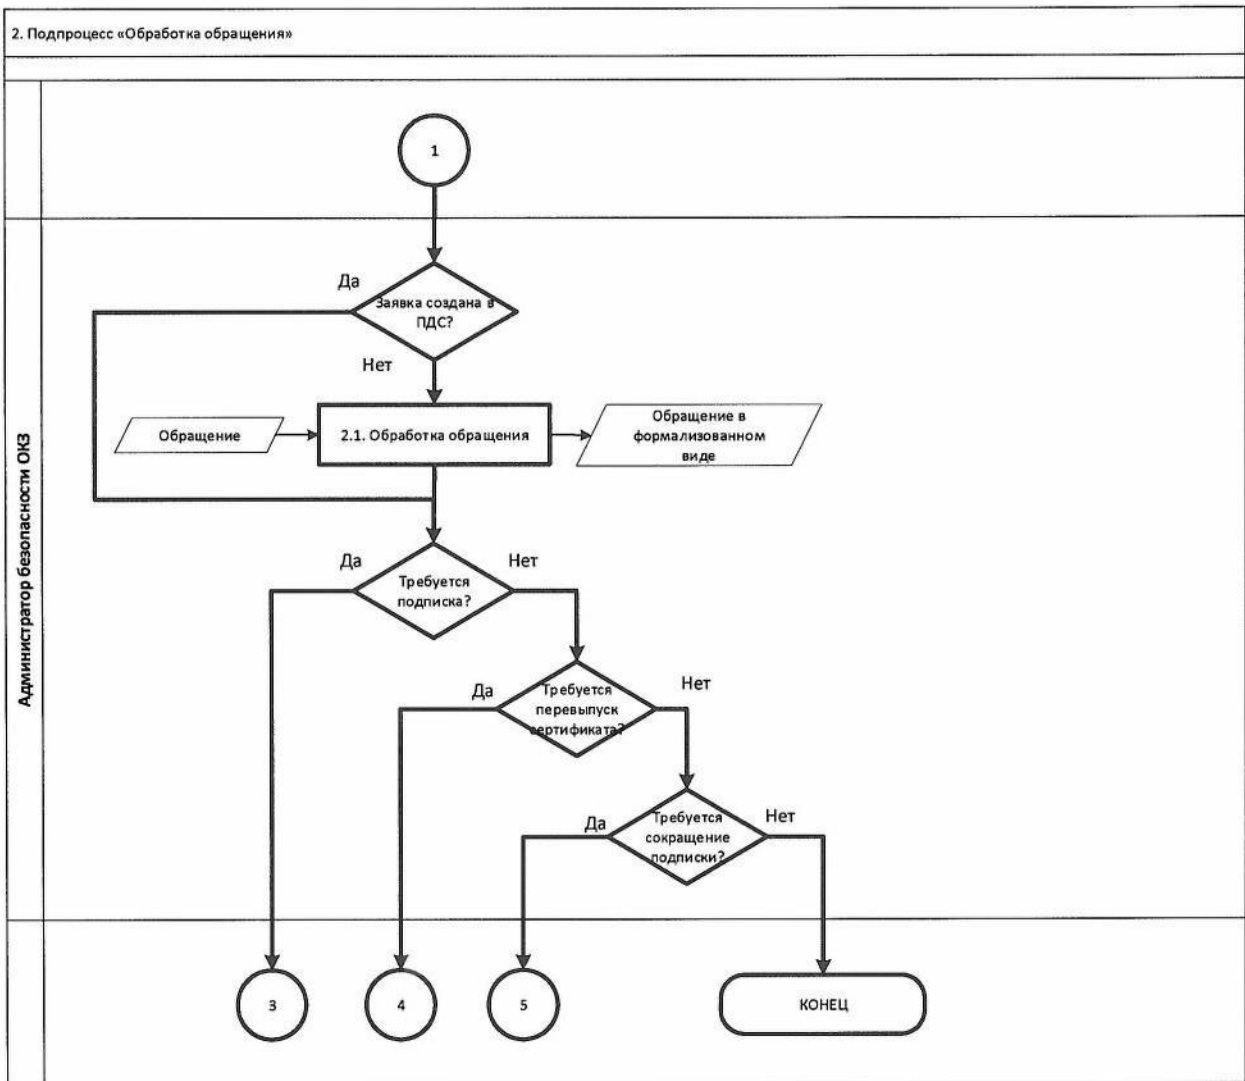 2. Подпроцесс «Обработка обращения»
1
Да
Заявка создана в
ПДС?
Нет
Обращение
2.1. Обработка обращения
Обращение в
формализованном
виде
Администратор безопасности ОКЗ
Да
Требуется
подписка?
Нет
Да
Требуется
перевыпуск
сертификата?
Нет
Да
Требуется
сокращение
подписки?
Нет
3
4
5
КОНЕЦ